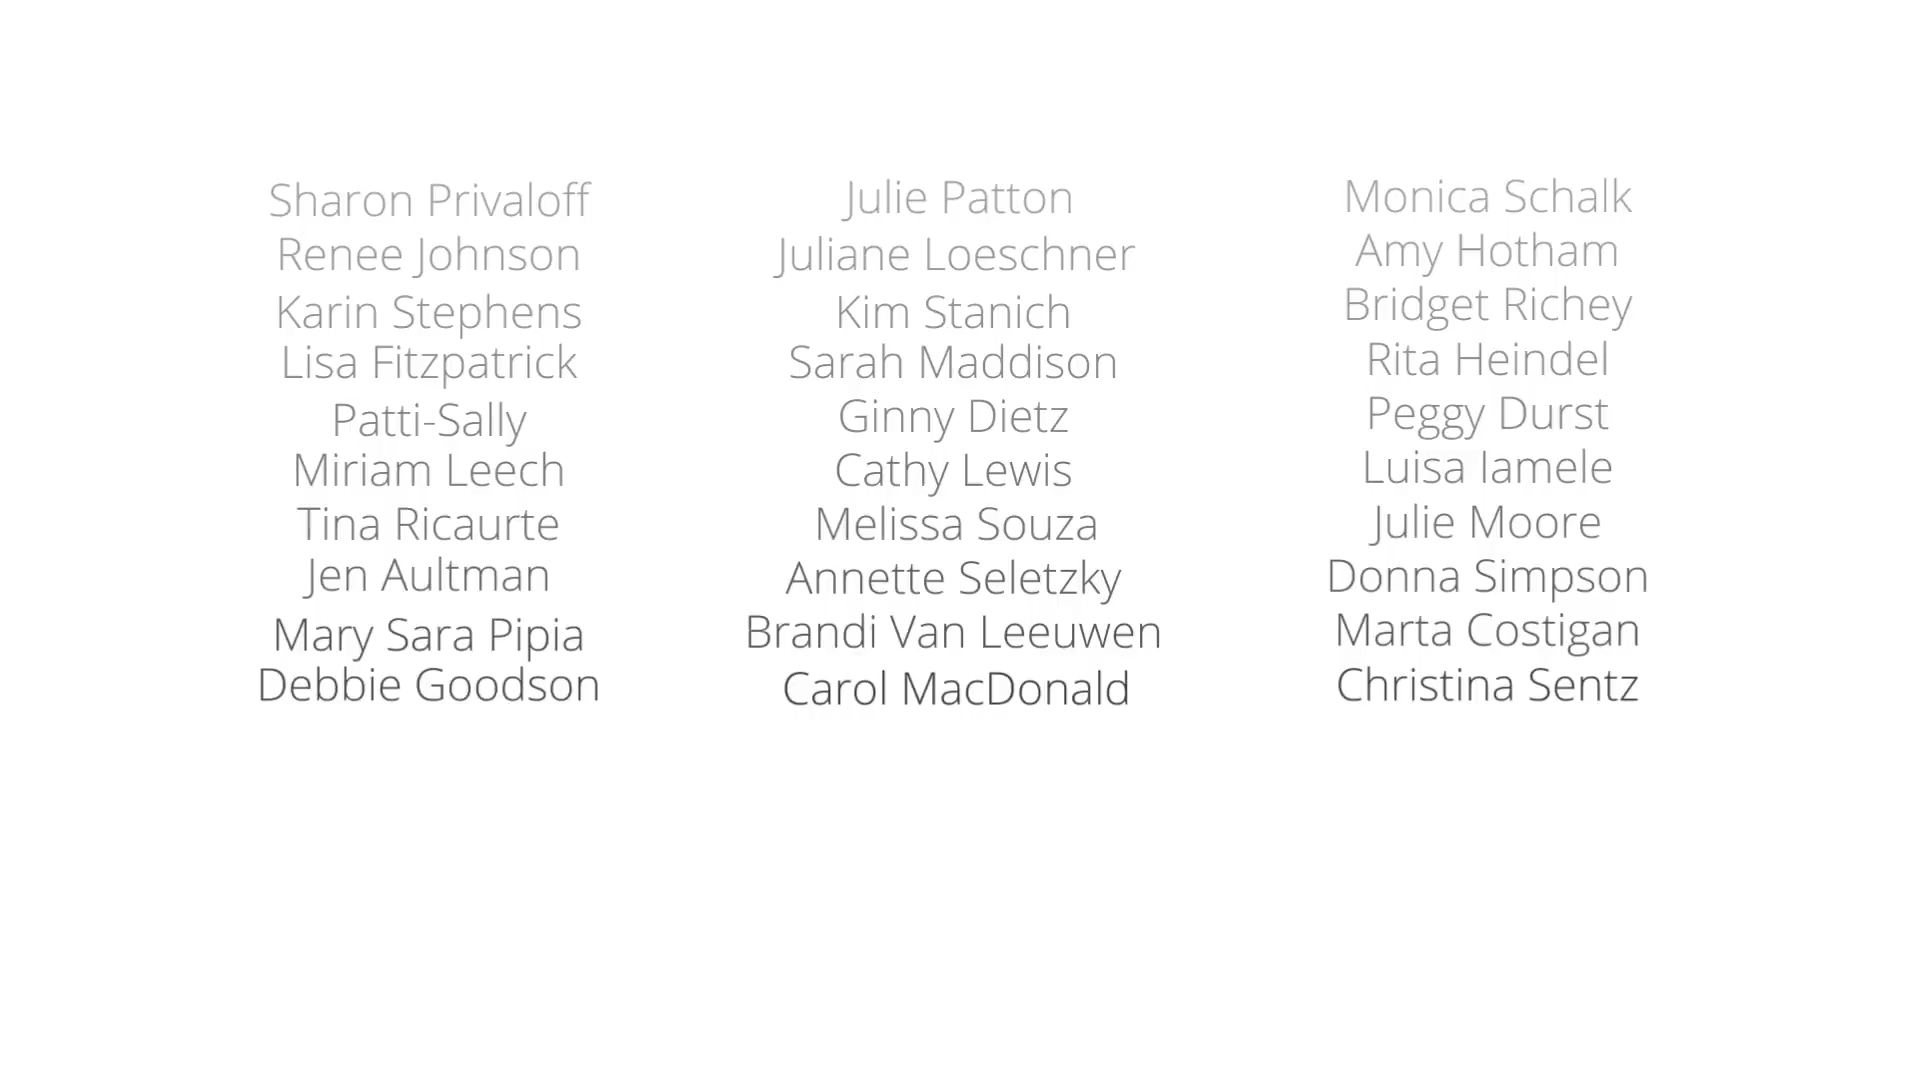 Sharon Privaloff
Renee Johnson
Karin Stephens
Lisa Fitzpatrick
Patti-Sally
Miriam Leech
Tina Ricaurte
Jen Aultman
Mary Sara Pipia
Debbie Goodson
Julie Patton
Juliane Loeschner
Kim Stanich
Sarah Maddison
Ginny Dietz
Cathy Lewis
Melissa Souza
Annette Seletzky
Brandi Van Leeuwen
Carol MacDonald
Monica Schalk
Amy Hotham
Bridget Richey
Rita Heindel
Peggy Durst
Luisa Iamele
Julie Moore
Donna Simpson
Marta Costigan
Christina Sentz